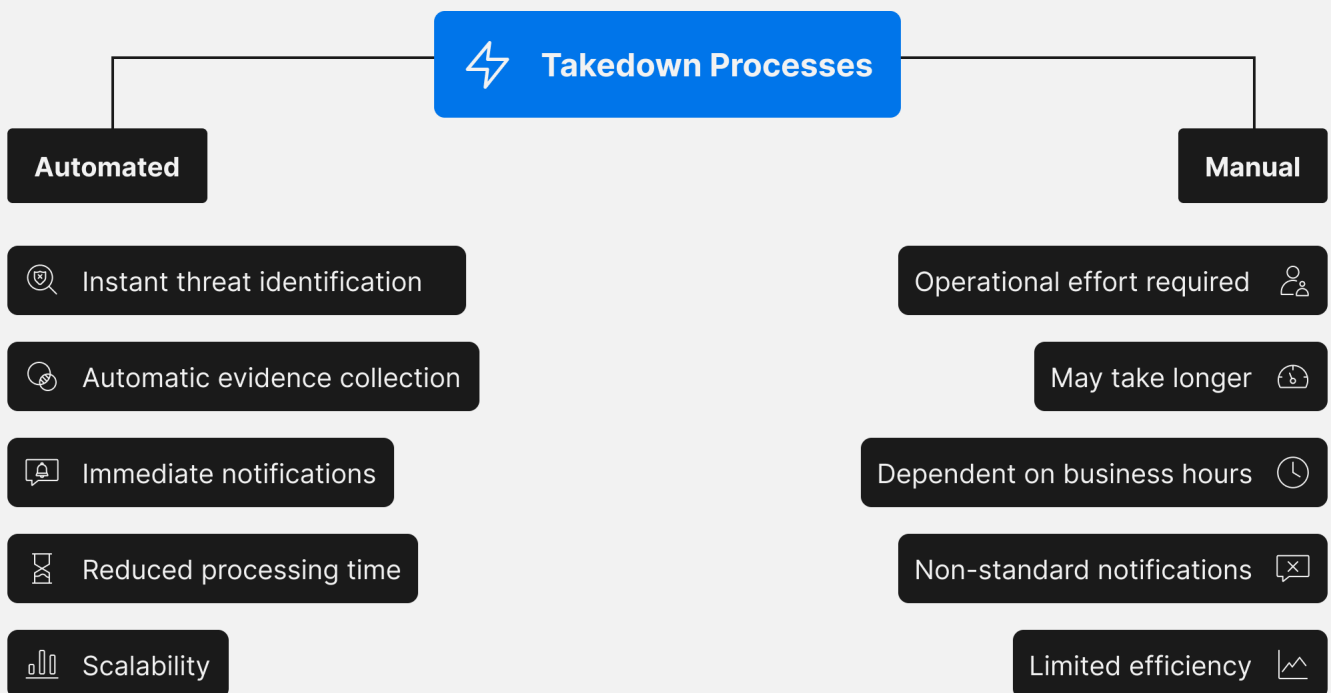 Takedown Processes
Automated
Manual
Instant threat identification
Operational effort required
Automatic evidence collection
May take longer
Immediate notifications
Dependent on business hours
Reduced processing time
Non-standard notifications
Scalability
Limited efficiency